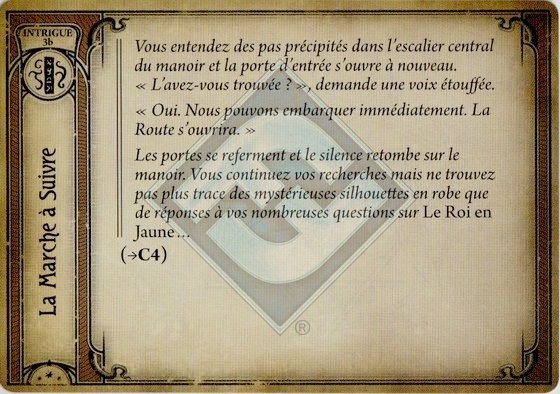 INTRIGUE
3b
La Marche à Suivre
Vous entendez des pas précipités dans l'escalier central
du manoir et la porte d'entrée s'ouvre à nouveau.
« L'avez-vous trouvée ? », demande une voix étouffée.
« Oui. Nous pouvons embarquer immédiatement. La
Route s'ouvrira. »
Les portes se referment et le silence retombe sur le
manoir. Vous continuez vos recherches mais ne trouvez
pas plus trace des mystérieuses silhouettes en robe que
de réponses à vos nombreuses questions sur Le Roi en
Jaune…
(→C4)
®